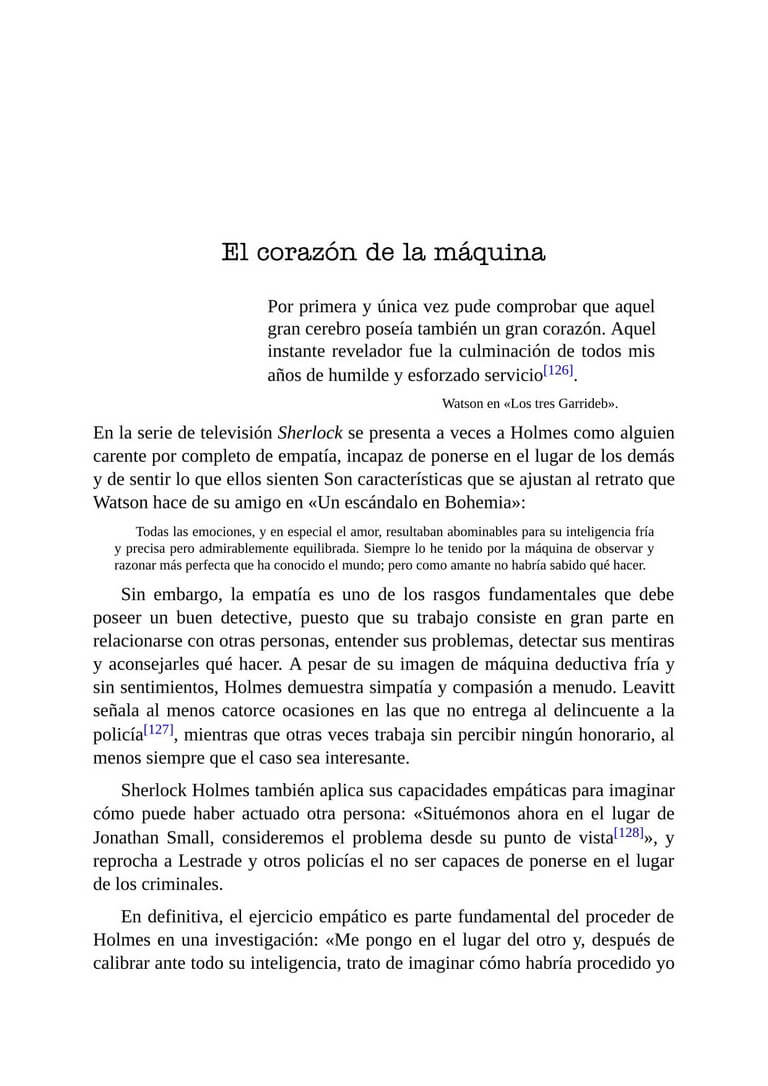 El corazón de la máquina
Por primera y única vez pude comprobar que aquel
gran cerebro poseía también un gran corazón. Aquel
instante revelador fue la culminación de todos mis
años de humilde y esforzado servicio[126].
Watson en «Los tres Garrideb».
En la serie de televisión Sherlock se presenta a veces a Holmes como alguien
carente por completo de empatía, incapaz de ponerse en el lugar de los demás
y de sentir lo que ellos sienten Son características que se ajustan al retrato que
Watson hace de su amigo en «Un escándalo en Bohemia»:
Todas las emociones, y en especial el amor, resultaban abominables para su inteligencia fría
y precisa pero admirablemente equilibrada. Siempre lo he tenido por la máquina de observar y
razonar más perfecta que ha conocido el mundo; pero como amante no habría sabido qué hacer.
Sin embargo, la empatía es uno de los rasgos fundamentales que debe
poseer un buen detective, puesto que su trabajo consiste en gran parte en
relacionarse con otras personas, entender sus problemas, detectar sus mentiras
y aconsejarles qué hacer. A pesar de su imagen de máquina deductiva fría y
sin sentimientos, Holmes demuestra simpatía y compasión a menudo. Leavitt
señala al menos catorce ocasiones en las que no entrega al delincuente a la
policía[127], mientras que otras veces trabaja sin percibir ningún honorario, al
menos siempre que el caso sea interesante.
Sherlock Holmes también aplica sus capacidades empáticas para imaginar
cómo puede haber actuado otra persona: «Situémonos ahora en el lugar de
Jonathan Small, consideremos el problema desde su punto de vista[128]», y
reprocha a Lestrade y otros policías el no ser capaces de ponerse en el lugar
de los criminales.
En definitiva, el ejercicio empático es parte fundamental del proceder de
Holmes en una investigación: «Me pongo en el lugar del otro y, después de
calibrar ante todo su inteligencia, trato de imaginar cómo habría procedido yo